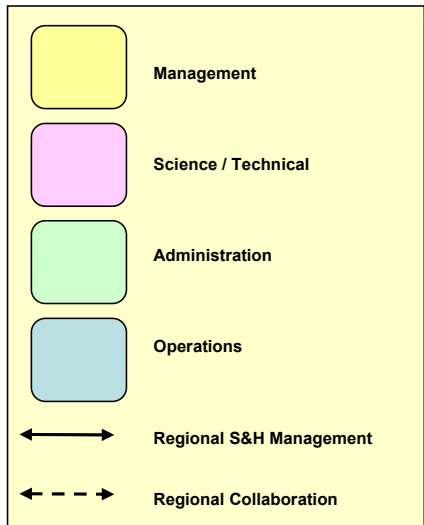 Management
Science / Technical
Administration
Operations
Regional S&H Management
Regional Collaboration